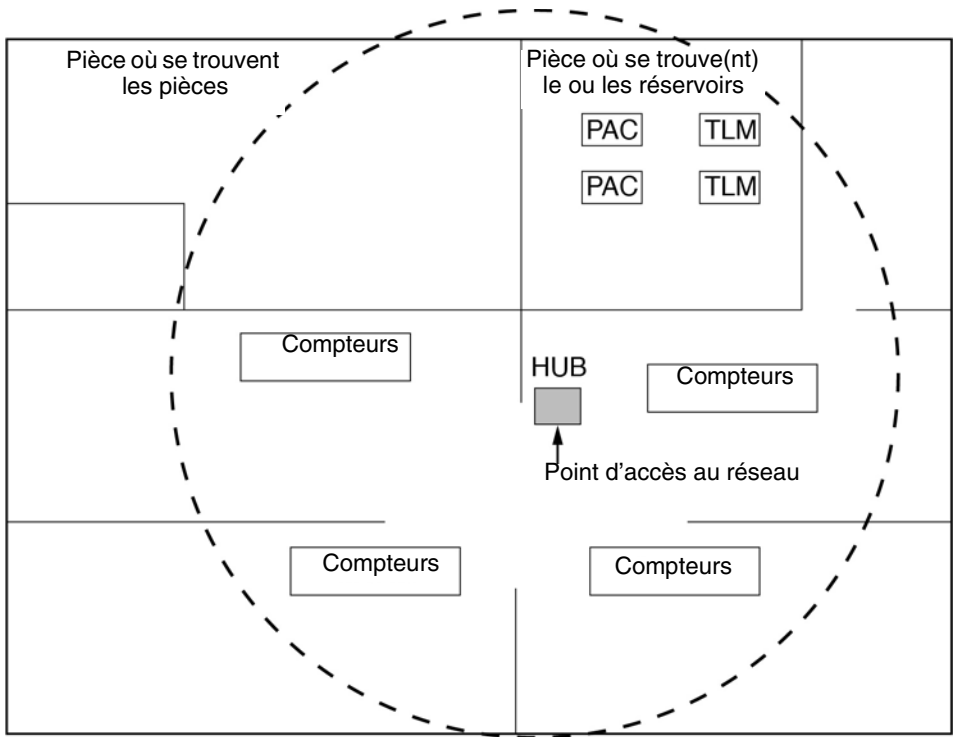 Pièce où se trouvent
les pièces
Pièce où se trouve(nt)
le ou les réservoirs
PAC
TLM
PAC
TLM
Compteurs
HUB
Compteurs
Point d'accès au réseau
Compteurs
Compteurs